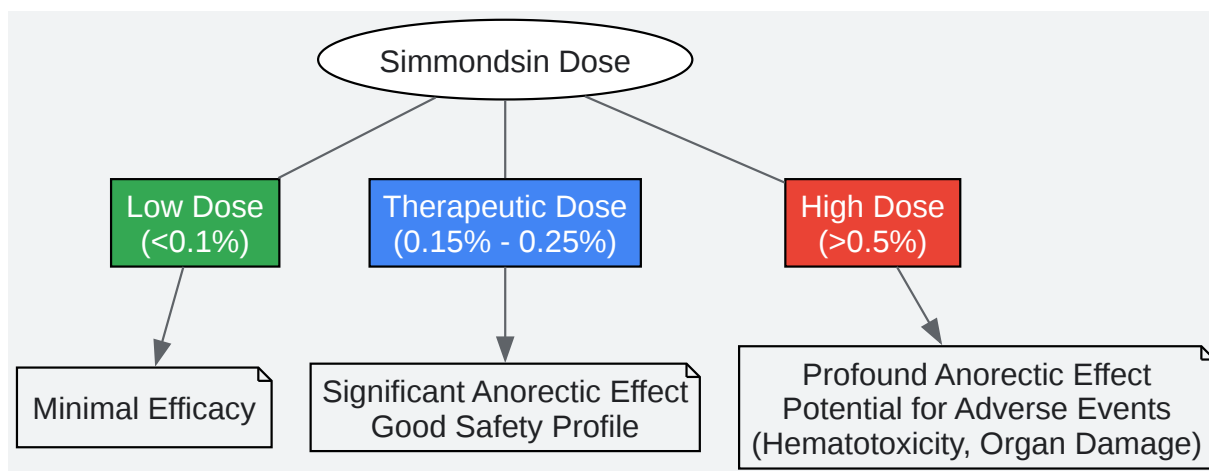 Simmondsin Dose
Low Dose
(<0.1%)
Therapeutic Dose
(0.15% - 0.25%)
High Dose
(>0.5%)
Minimal Efficacy
Significant Anorectic Effect
Good Safety Profile
Profound Anorectic Effect
Potential for Adverse Events
(Hematotoxicity, Organ Damage)